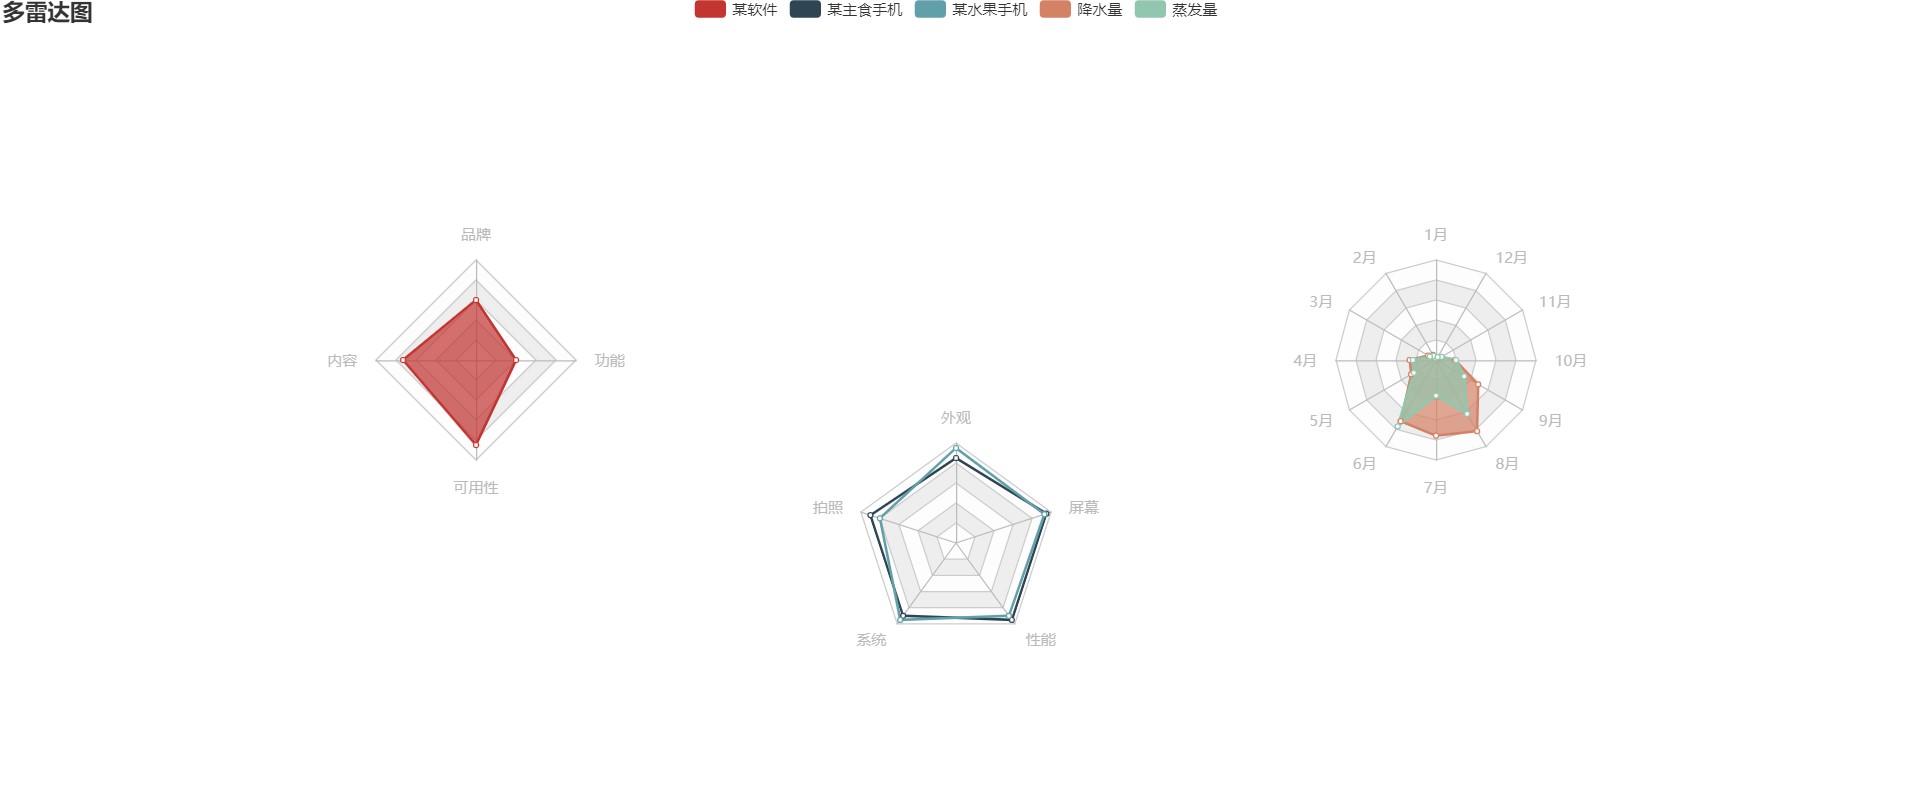 多雷达图
某软件
某主食手机
某水果手机
降水量
蒸发量
品牌
内容
功能
可用性
外观
拍照
屏幕
系统
性能
1月
2月
12月
3月
11月
4月
10月
5月
9月
6月
8月
7月